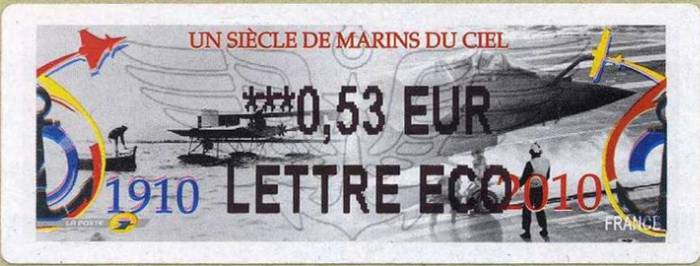 UN SIÈCLE DE MARINS DU CIEL
***0,53 EUR
1910 LETTRE ECO 2010
LA POSTE
FRANCE